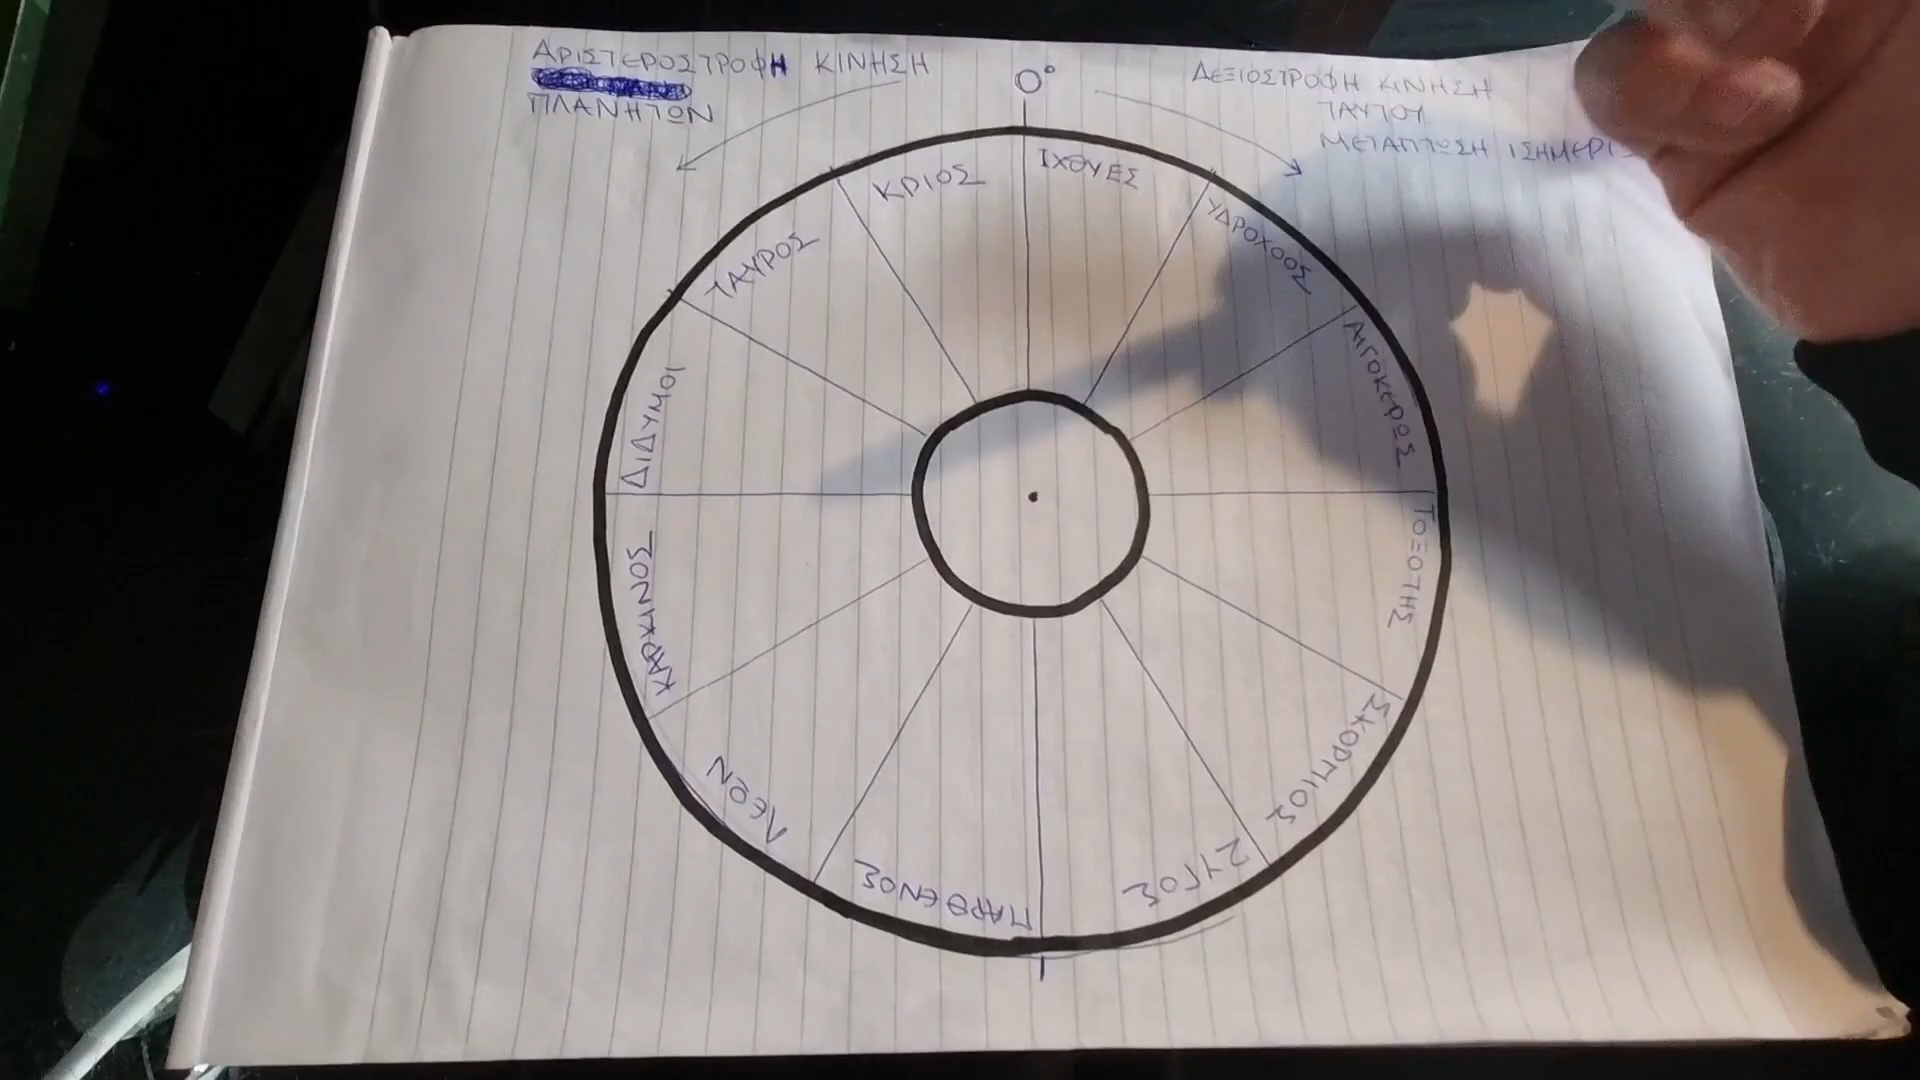 ΑΡΙΣΤΕΡΟΣΤΡΟΦΗ ΚΙΝΗΣΗ
ΠΛΑΝΗΤΩΝ
0°
ΔΕΞΙΟΣΤΡΟΦΗ ΚΙΝΗΣΗ
ΤΑΥΤΟΥ
ΜΕΤΑΠΤΩΣΗ
ΙΧΘΥΕΣ
ΚΡΙΟΣ
ΥΔΡΟΧΟΟΣ
ΤΑΥΡΟΣ
ΑΙΓΟΚΕΡΩΣ
ΔΙΔΥΜΟΙ
ΤΟΞΟΤΗΣ
ΚΑΡΚΙΝΟΣ
ΣΚΟΡΠΙΟΣ
ΛΕΩΝ
ΖΥΓΟΣ
ΠΑΡΘΕΝΟΣ